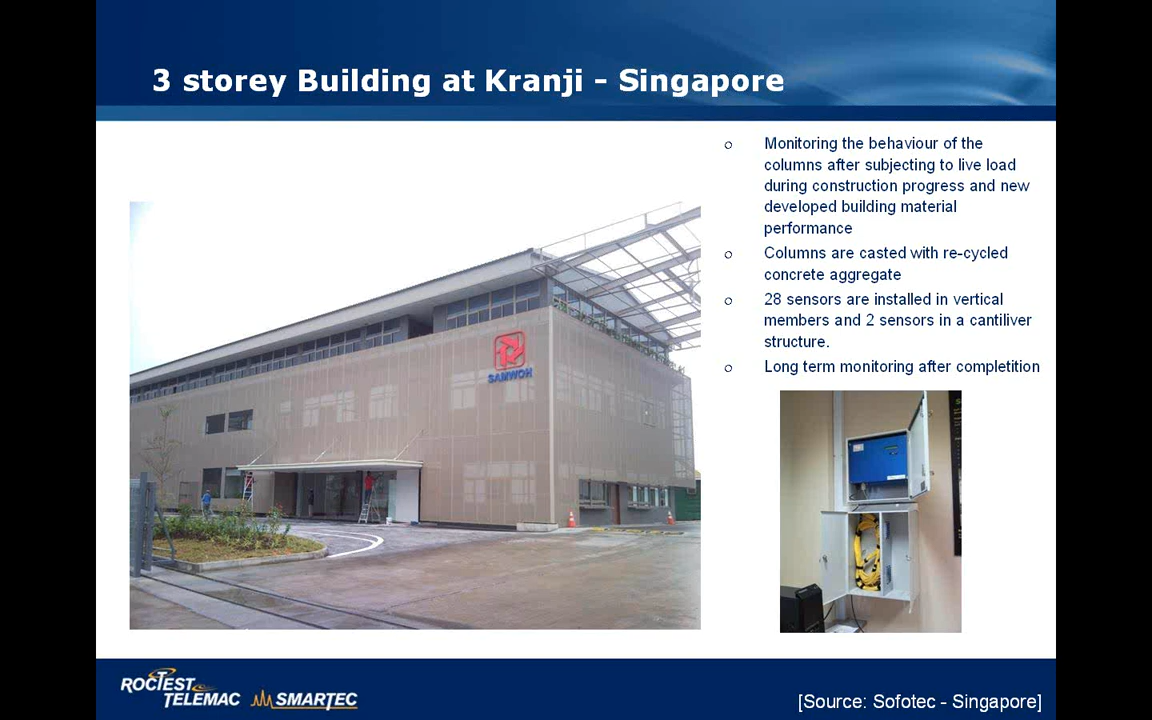 3 storey Building at Kranji - Singapore
o Monitoring the behaviour of the
columns after subjecting to live load
during construction progress and new
developed building material
performance
o Columns are casted with re-cycled
concrete aggregate
o 28 sensors are installed in vertical
members and 2 sensors in a cantiliver
structure.
o Long term monitoring after completition
SAMWOH
ROCTEST
TELEMAC
SMARTEC
[Source: Sofotec - Singapore]